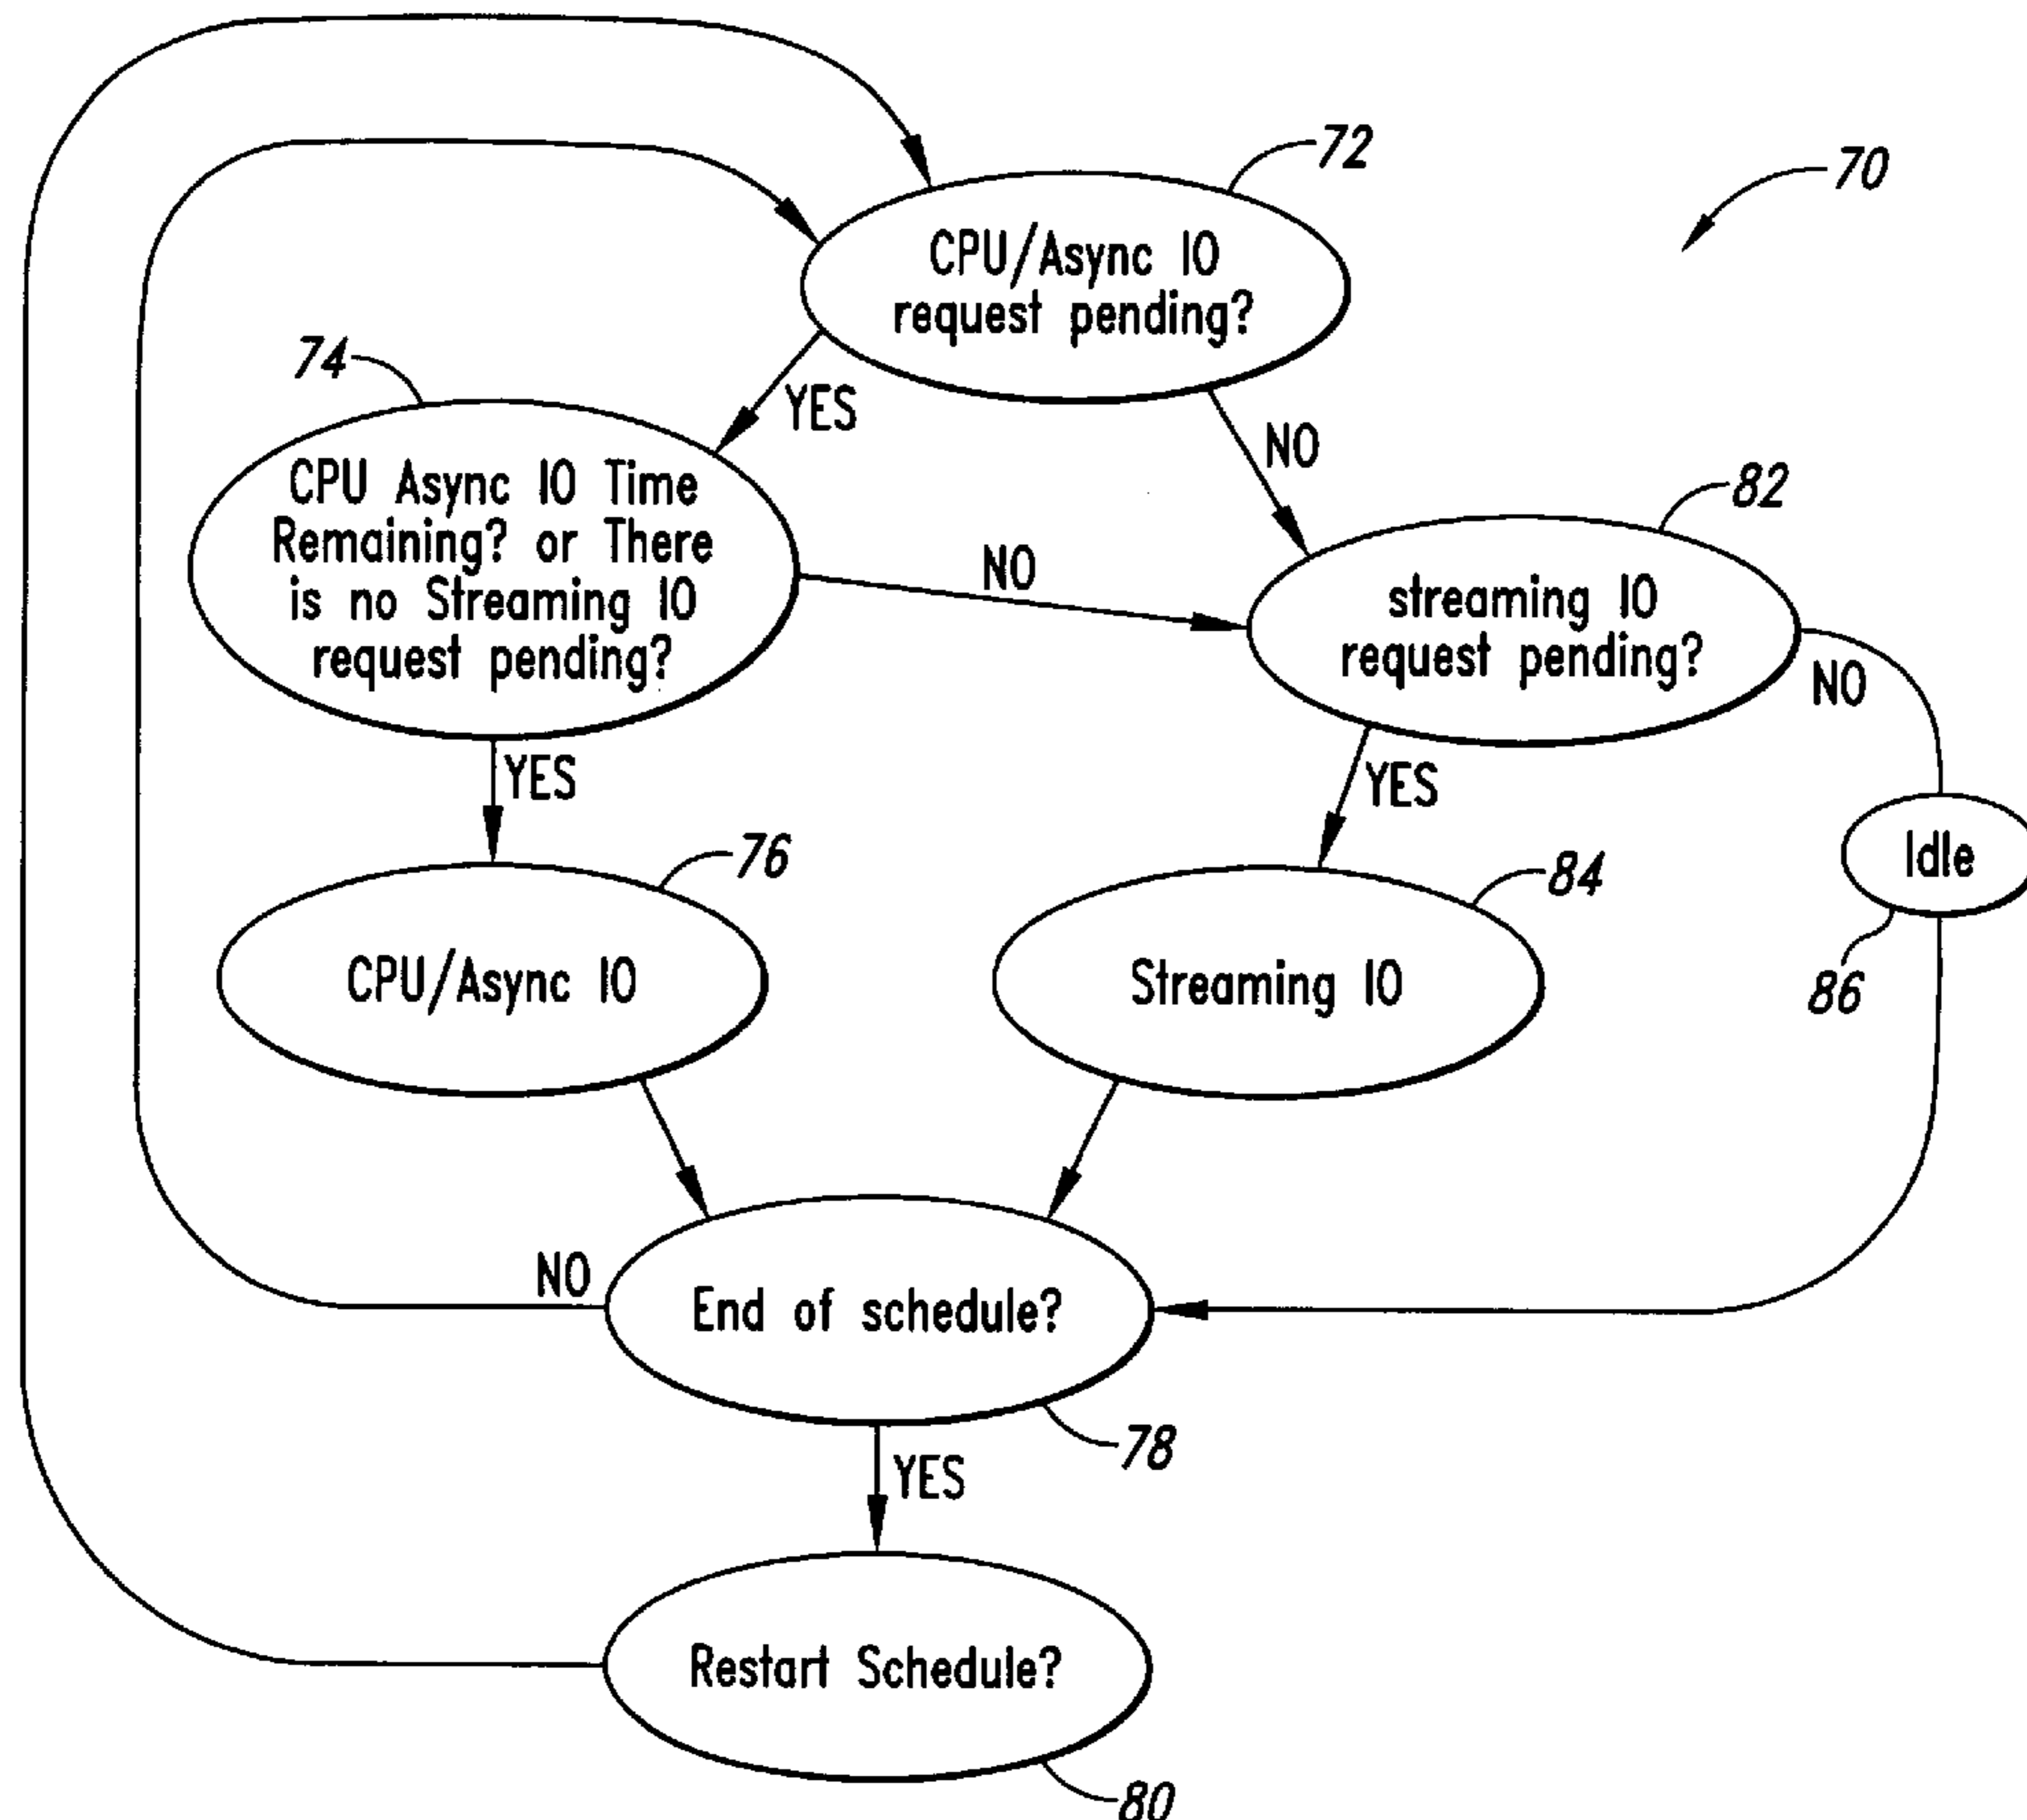 72
70
CPU/Async IO
request pending?
74
YES
NO
82
CPU Async IO Time
Remaining? or There
is no Streaming IO
request pending?
NO
streaming IO
request pending?
NO
YES
YES
76
84
Idle
86
CPU/Async IO
Streaming IO
NO
End of schedule?
78
YES
Restart Schedule?
80